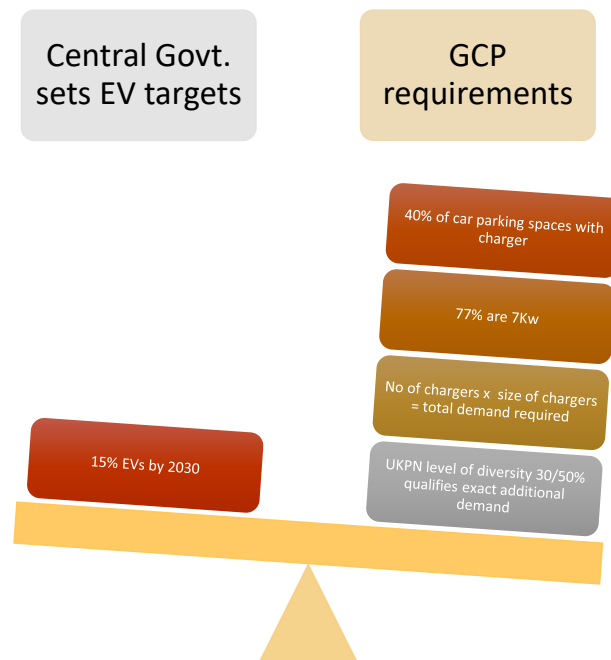 Central Govt.
sets EV targets
GCP
requirements
40% of car parking spaces with
charger
77% are 7Kw
No of chargers x size of chargers
= total demand required
15% EVs by 2030
UKPN level of diversity 30/50%
qualifies exact additional
demand